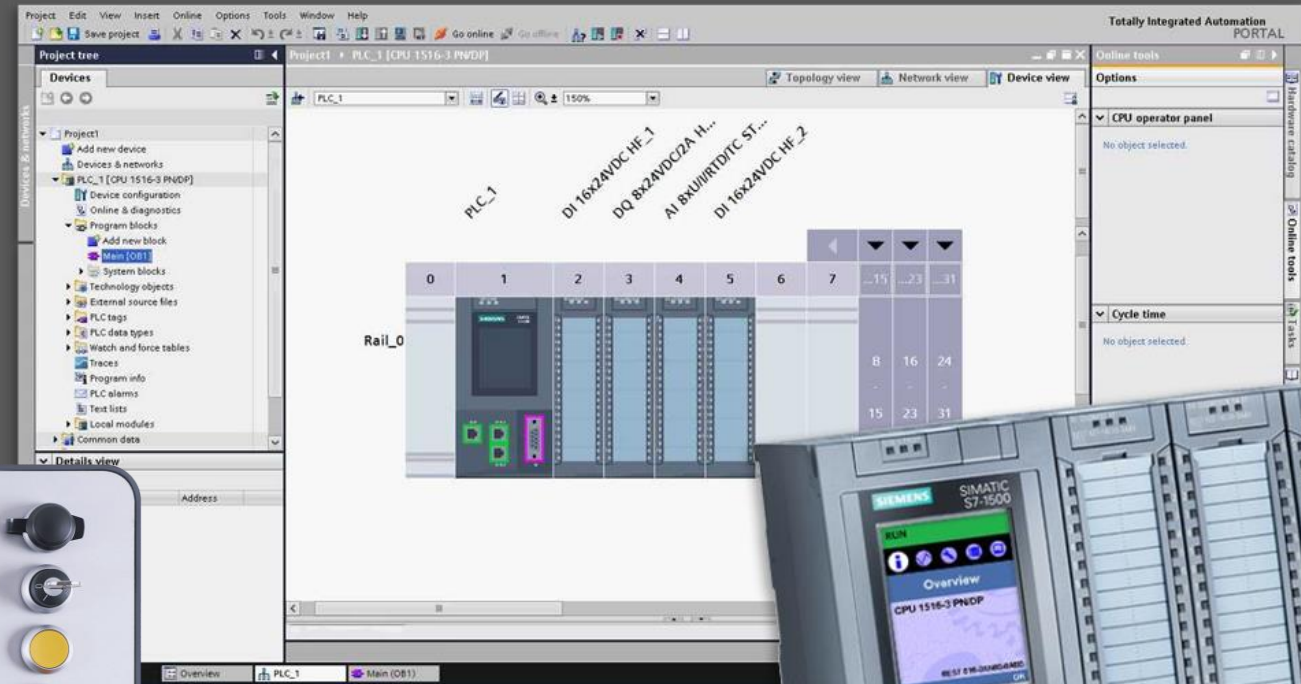 Project Edit View Insert Online Options Tools Window Help
Totally Integrated Automation
PORTAL
Save project Go online Go offline
Project tree
Project1 PLC_1 [CPU 1516-3 PN/DP]
Online tools
Devices
Topology view Network view Device view
Options
PLC_1 150%
Devices & networks
Project1
Add new device
Devices & networks
PLC_1 [CPU 1516-3 PN/DP]
Device configuration
Online & diagnostics
Program blocks
Add new block
Main [OB1]
System blocks
Technology objects
External source files
PLC tags
PLC data types
Watch and force tables
Traces
Program info
PLC alarms
Text lists
Local modules
Common data
Details view
Address
PLC_1
DI 16x24VDC HF_1
DQ 8x24VDC/2A H...
AI 8xU/I/RTD/TC ST...
DI 16x24VDC HF_2
0 1 2 3 4 5 6 7 ...15 ...23 ...31
Rail_0
SIEMENS
8 16 24
- - -
15 23 31
CPU operator panel
No object selected.
Cycle time
No object selected.
Hardware catalog
Online tools
Tasks
SIEMENS
SIMATIC
S7-1500
RUN
Overview
CPU 1516-3 PN/DP
OK
Overview PLC_1 Main (OB1)